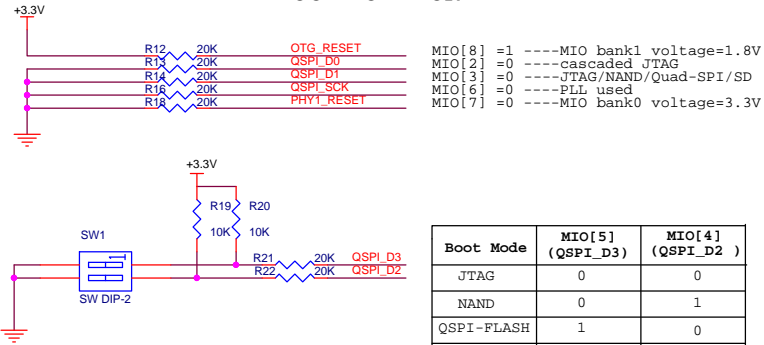 +3.3V
R12 20K OTG_RESET MIO[8] =1 ----MIO bank1 voltage=1.8V
R13 20K QSPI_D0 MIO[2] =0 ----cascaded JTAG
R14 20K QSPI_D1 MIO[3] =0 ----JTAG/NAND/Quad-SPI/SD
R16 20K QSPI_SCK MIO[6] =0 ----PLL used
R18 20K PHY1_RESET MIO[7] =0 ----MIO bank0 voltage=3.3V
+3.3V
R19 R20
10K 10K
SW1
1
SW DIP-2
R21 20K QSPI_D3
R22 20K QSPI_D2
Boot Mode MIO[5] (QSPI_D3) MIO[4] (QSPI_D2 )
JTAG 0 0
NAND 0 1
QSPI-FLASH 1 0